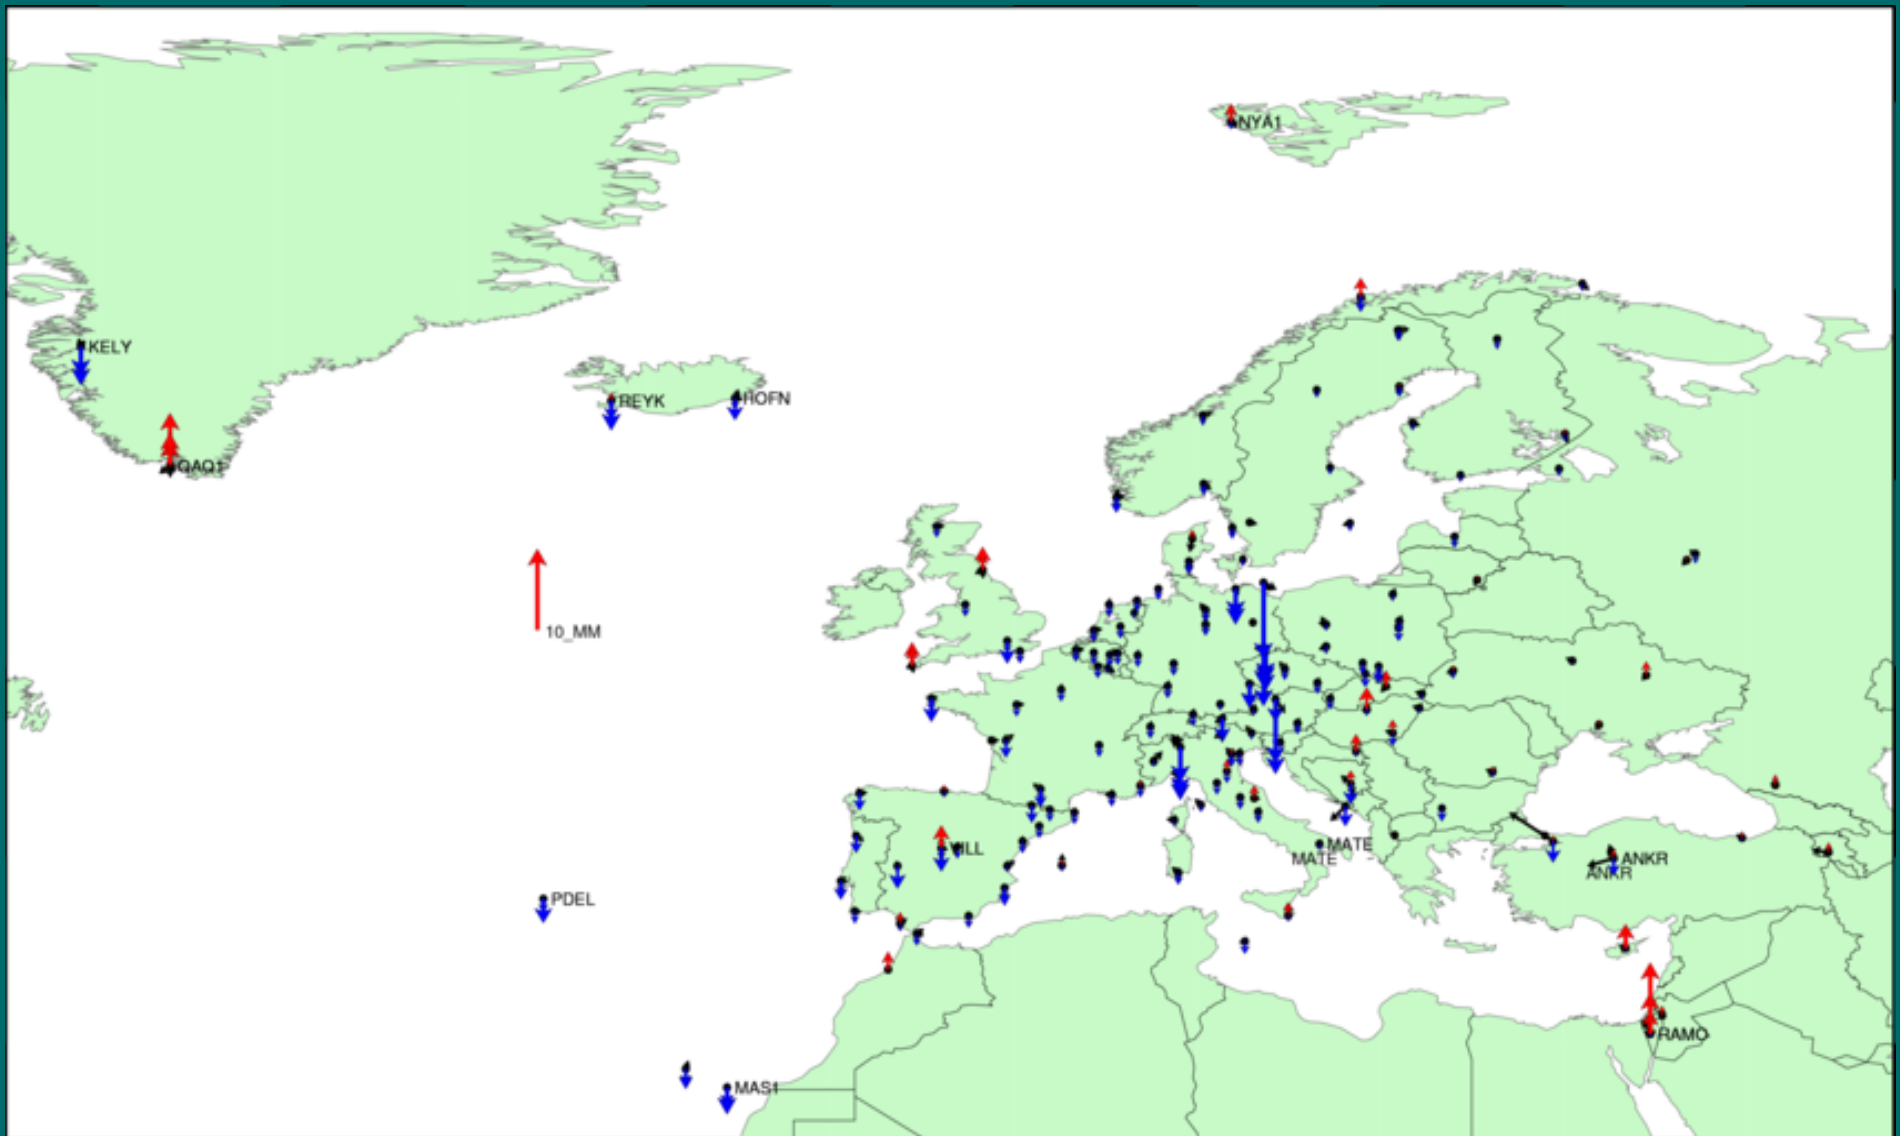 NYA1
KELY
REYK
HOFN
QAQ1
10_MM
VILL
MATE
MATE
ANKR
ANKR
PDEL
RAMO
MAS1